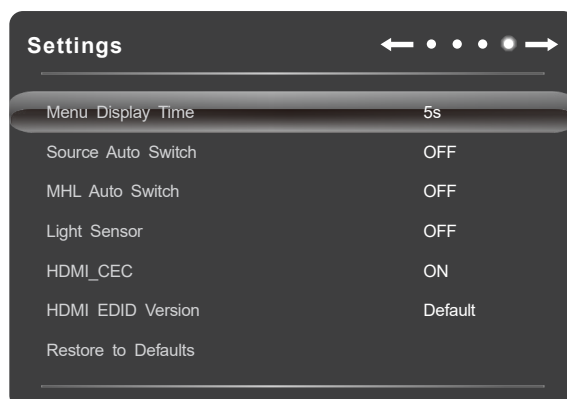 Settings
Menu Display Time 5s
Source Auto Switch OFF
MHL Auto Switch OFF
Light Sensor OFF
HDMI_CEC ON
HDMI EDID Version Default
Restore to Defaults